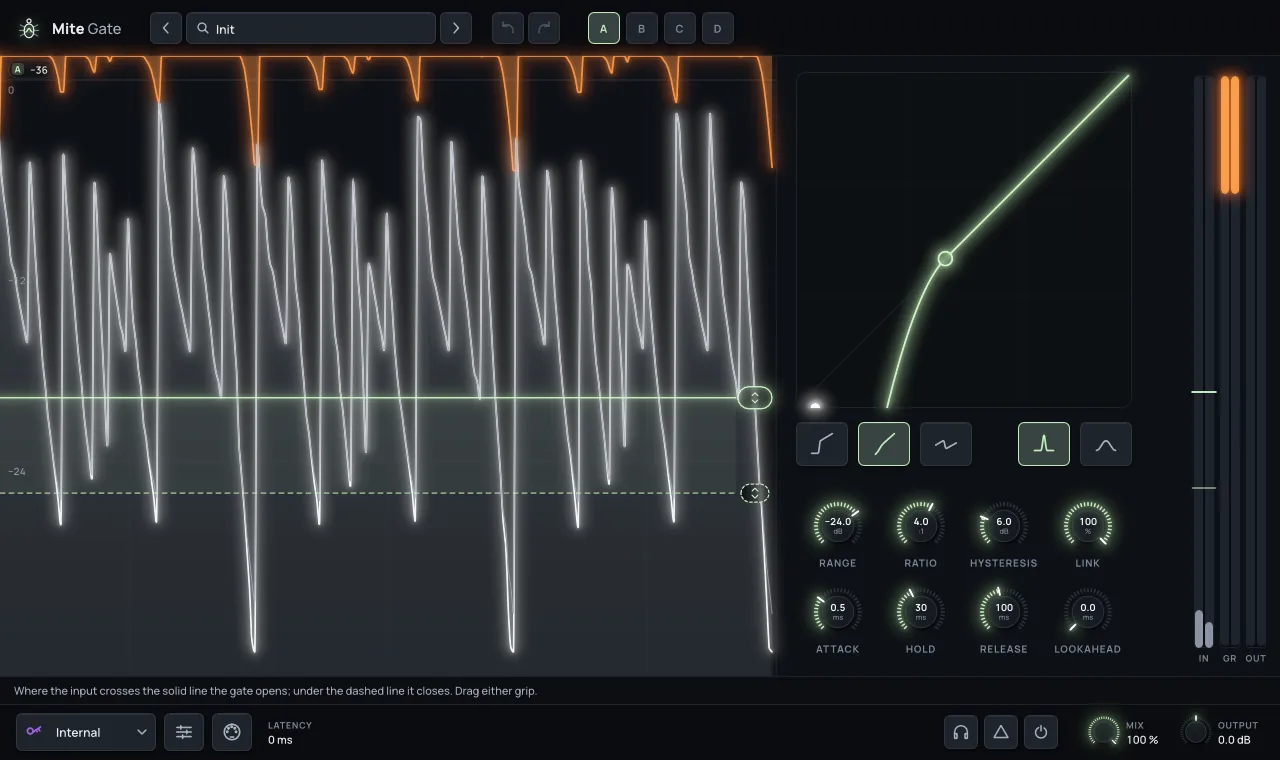 Mite Gate
Init
A
B
C
D
A -36
0
-12
-24
-24.0
dB
RANGE
4.0
:1
RATIO
6.0
dB
HYSTERESIS
100
%
LINK
0.5
ms
ATTACK
30
ms
HOLD
100
ms
RELEASE
0.0
ms
LOOKAHEAD
IN
GR
OUT
Where the input crosses the solid line the gate opens; under the dashed line it closes. Drag either grip.
Internal
LATENCY
0 ms
MIX
100 %
OUTPUT
0.0 dB